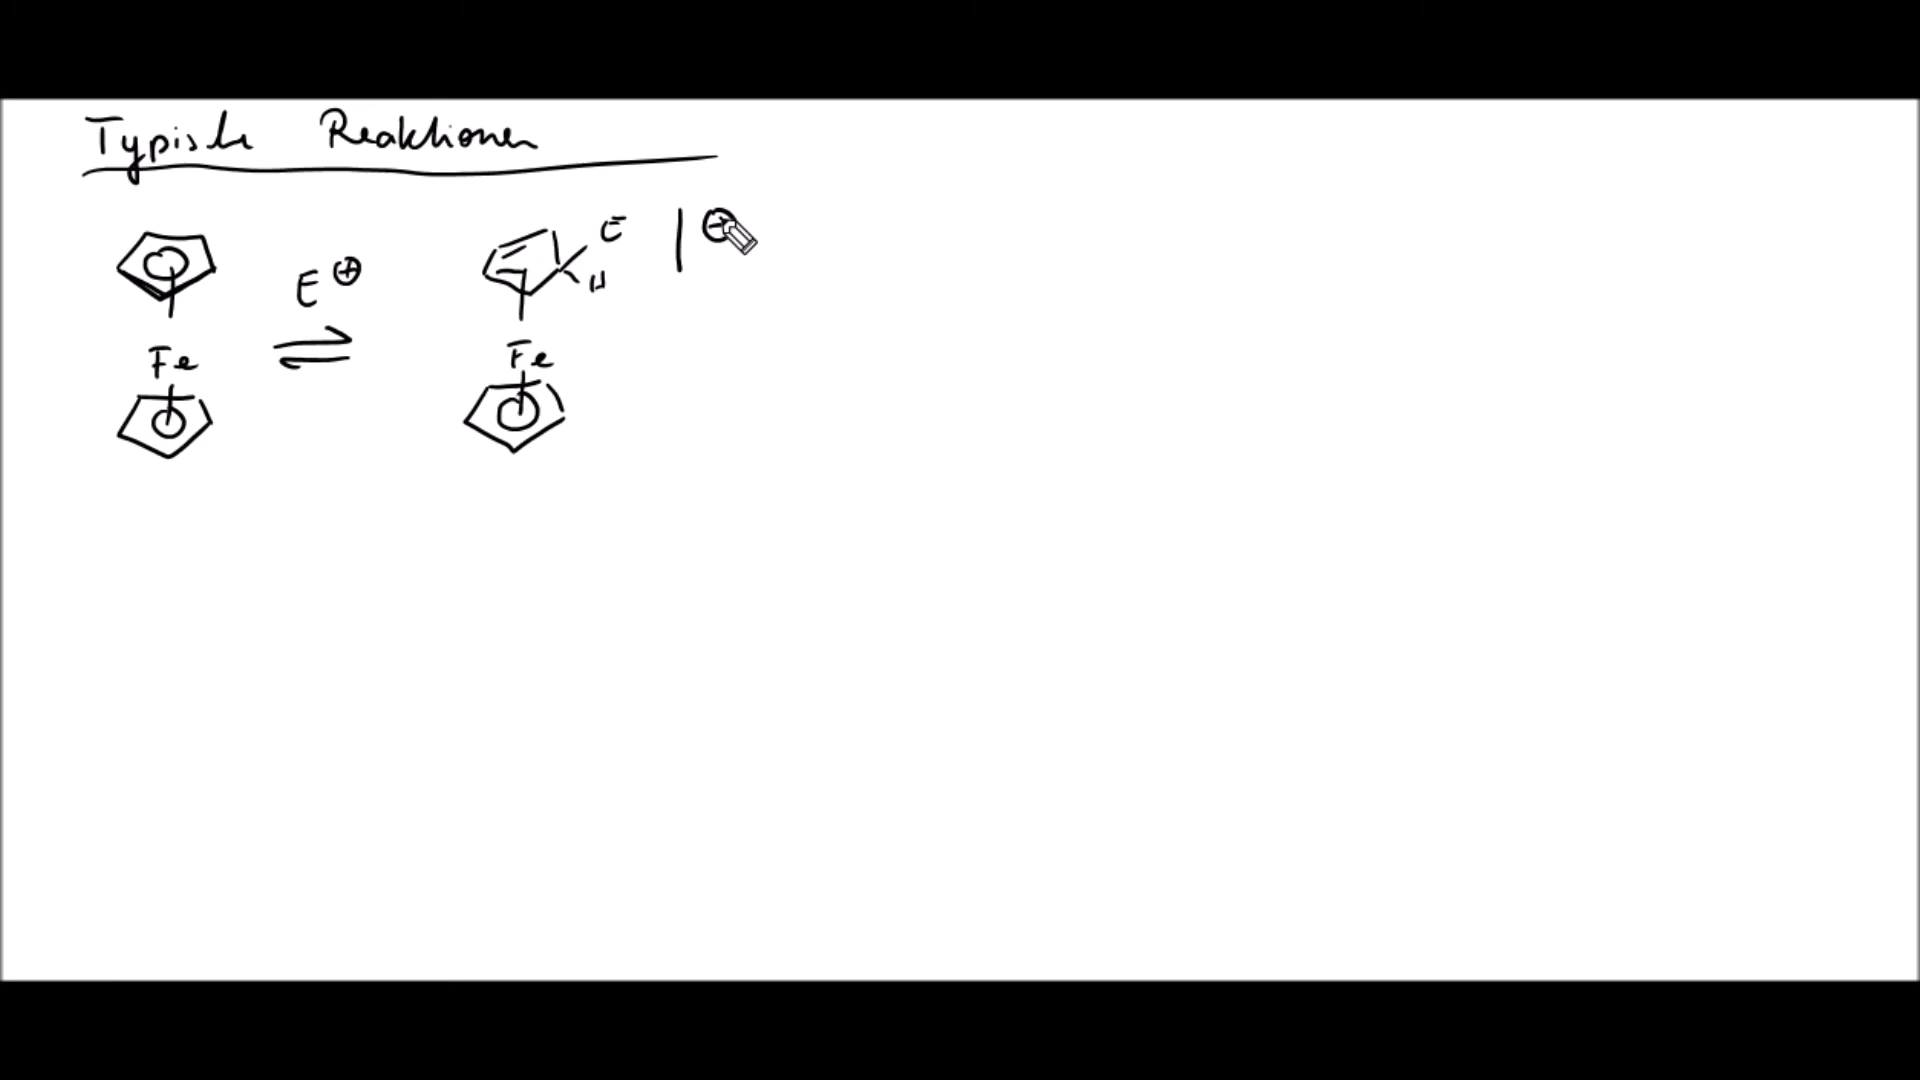 Typische Reaktionen
E
E ⊕
H
⊕
Fe
Fe